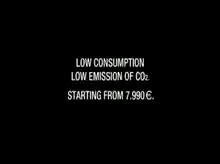 LOW CONSUMPTION
LOW EMISSION OF CO2.
STARTING FROM 7.990 €.